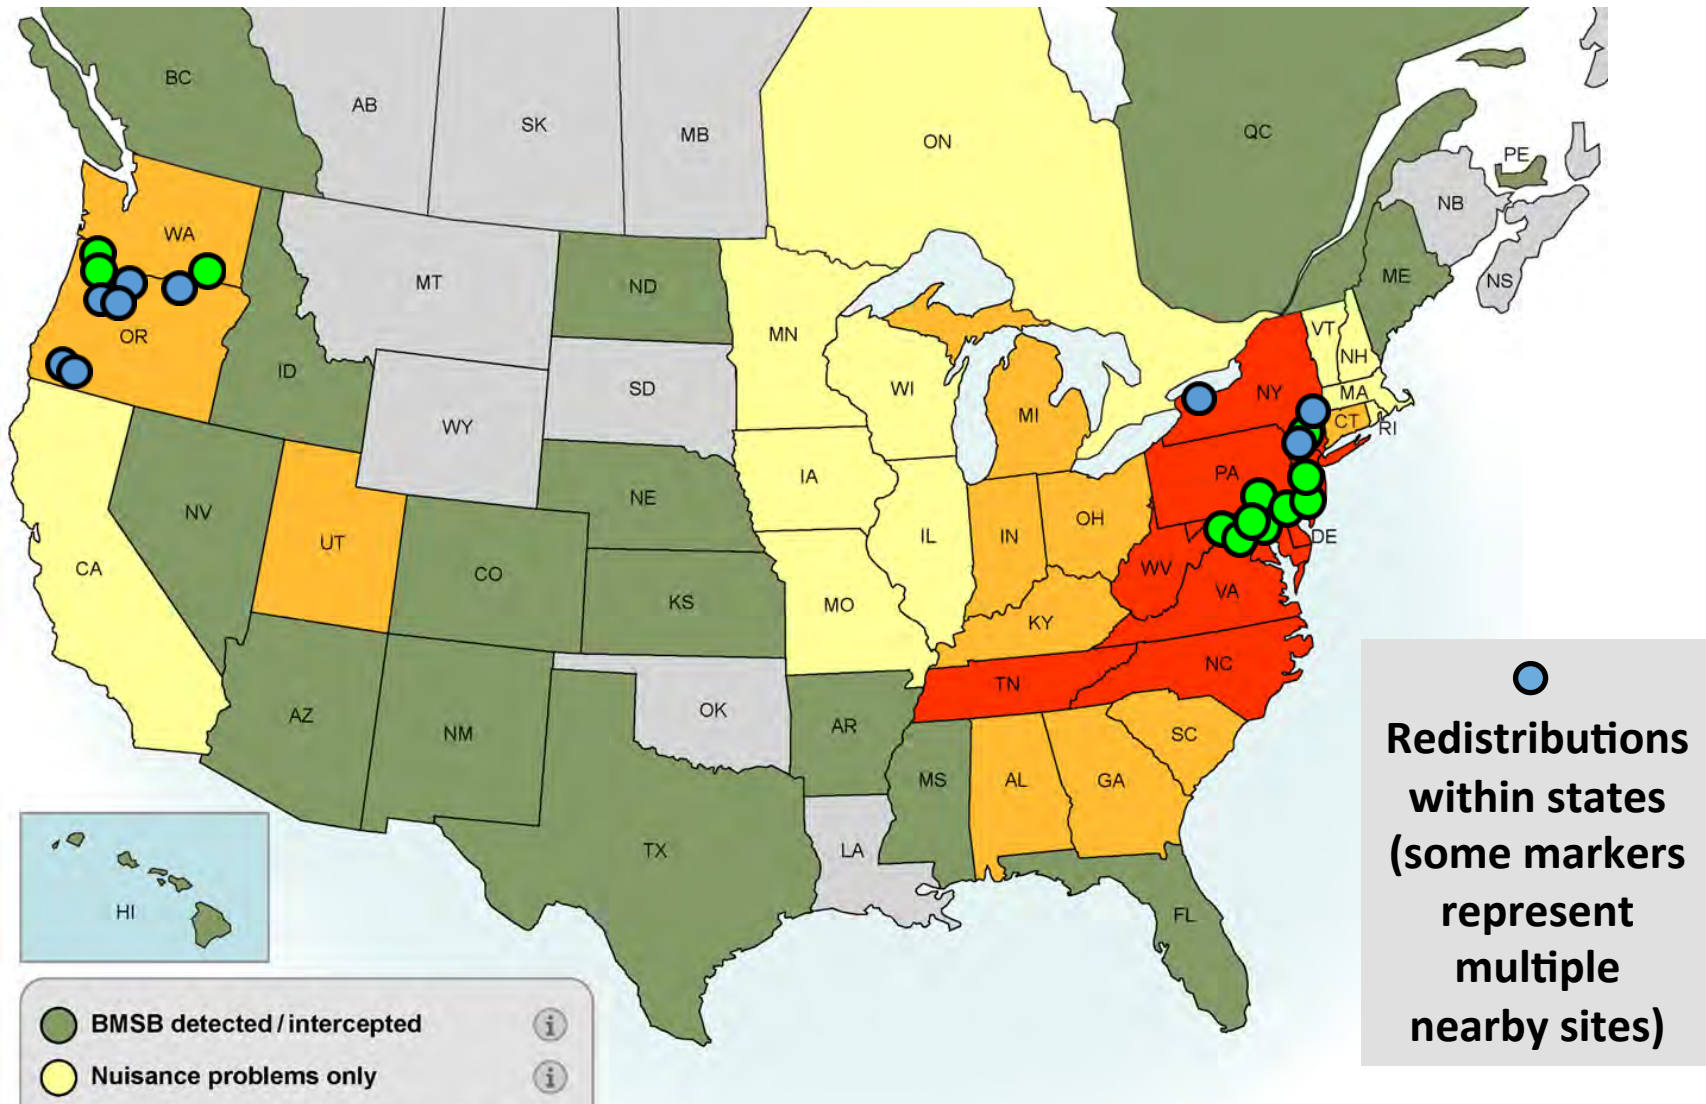 BC
AB
SK
MB
ON
QC
PE
NB
NS
ME
WA
MT
ND
MN
OR
ID
SD
WI
MI
NY
VT
NH
MA
CT
RI
WY
IA
PA
NE
NV
UT
IL
IN
OH
DE
CA
CO
KS
MO
WV
VA
KY
NC
TN
AZ
NM
OK
AR
SC
MS
AL
GA
TX
LA
HI
FL
BMSB detected / intercepted
i
Nuisance problems only
i
Redistributions
within states
(some markers
represent
multiple
nearby sites)